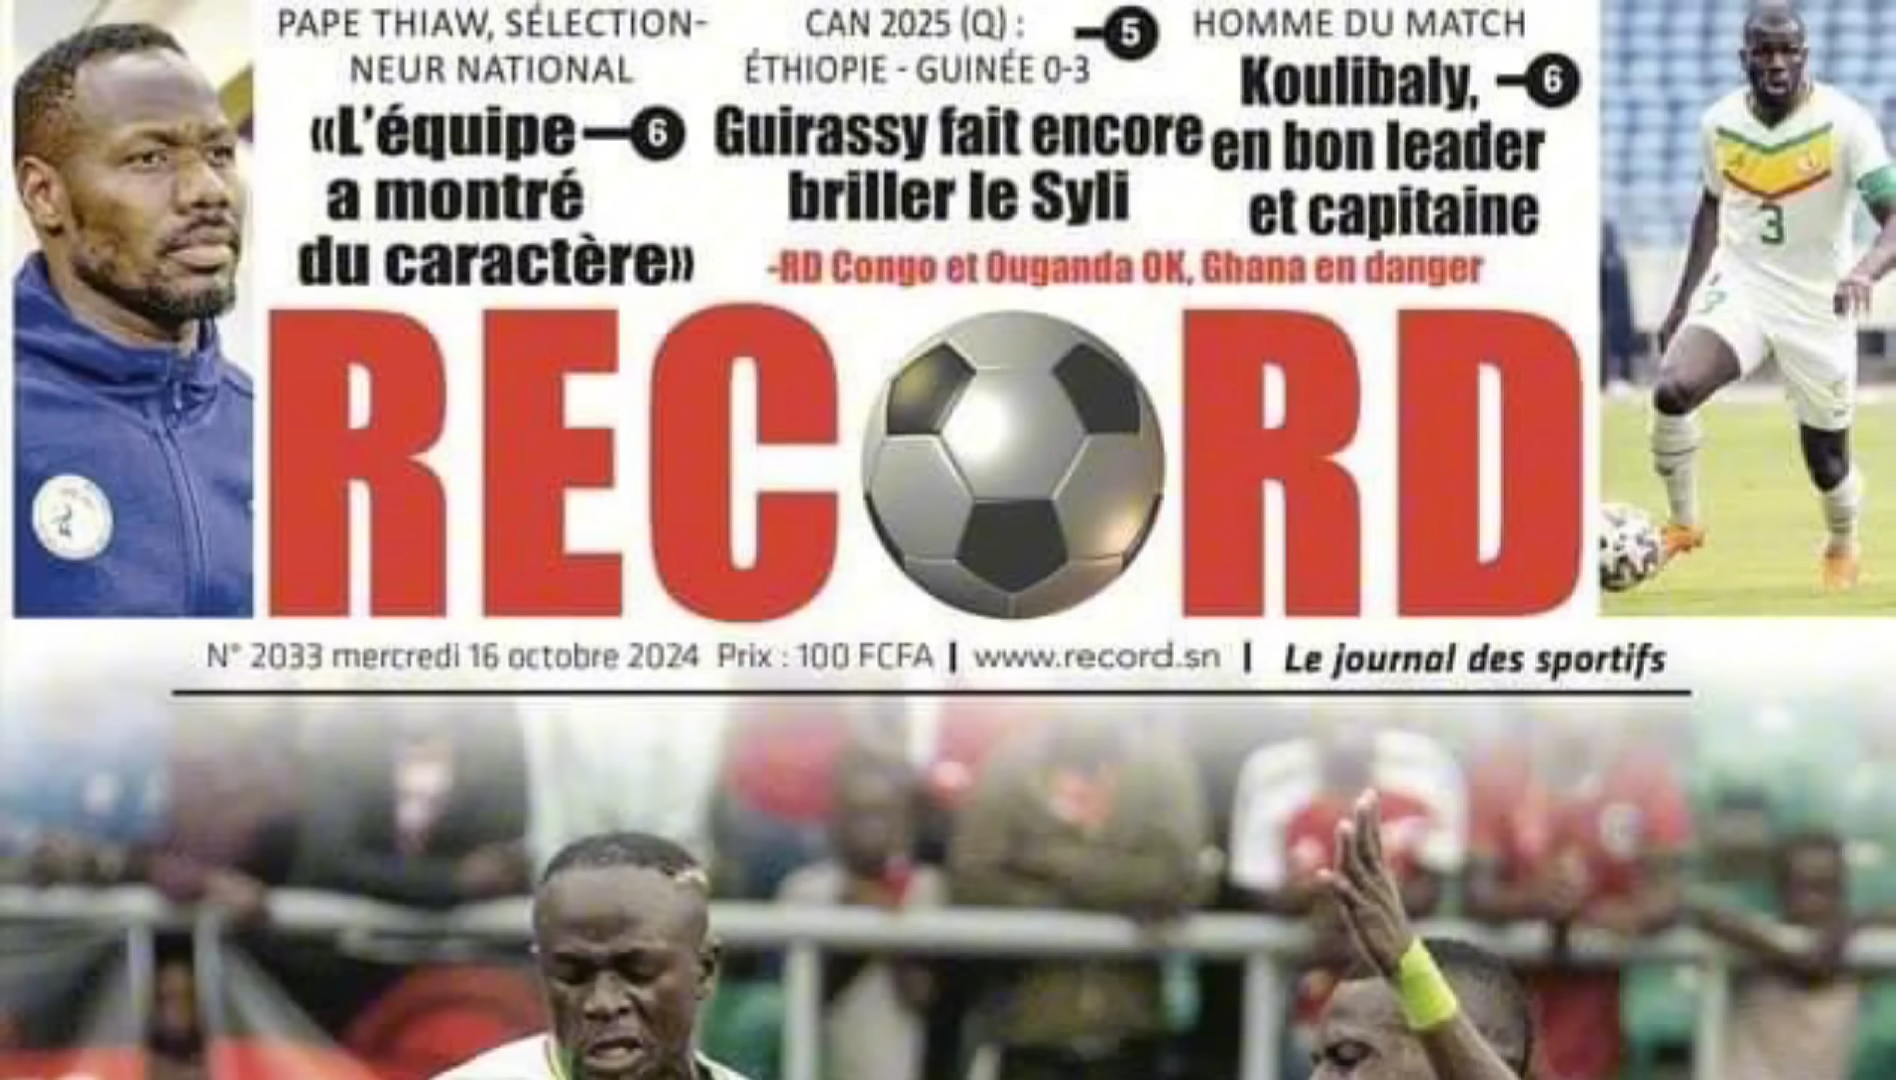 PAPE THIAW, SÉLECTION-
NEUR NATIONAL
«L'équipe 6
a montré
du caractère»
CAN 2025 (Q) : 5
ÉTHIOPIE - GUINÉE 0-3
Guirassy fait encore
briller le Syli
-RD Congo et Ouganda OK, Ghana en danger
HOMME DU MATCH
Koulibaly, 6
en bon leader
et capitaine
3
RECORD
N° 2033 mercredi 16 octobre 2024 Prix : 100 FCFA | www.record.sn | Le journal des sportifs